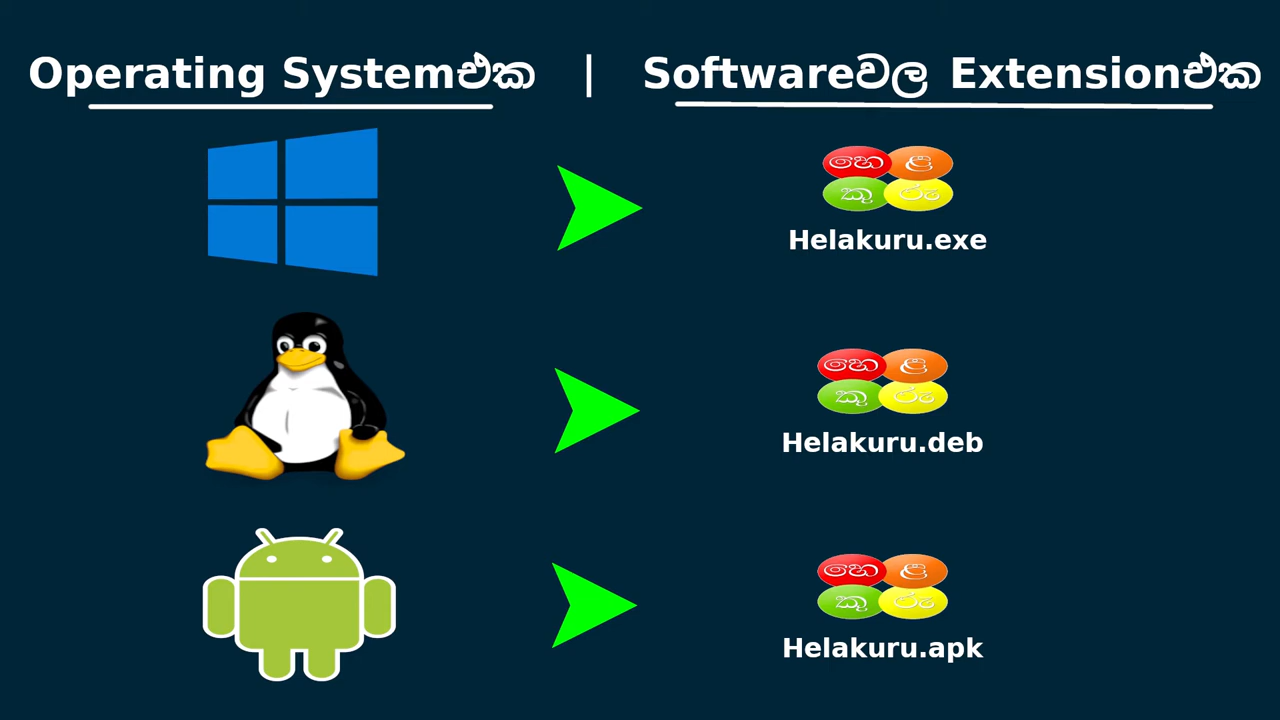 Operating Systemඑක | Softwareවල Extensionඑක
හෙ ළ
කු රු
Helakuru.exe
හෙ ළ
කු රු
Helakuru.deb
හෙ ළ
කු රු
Helakuru.apk